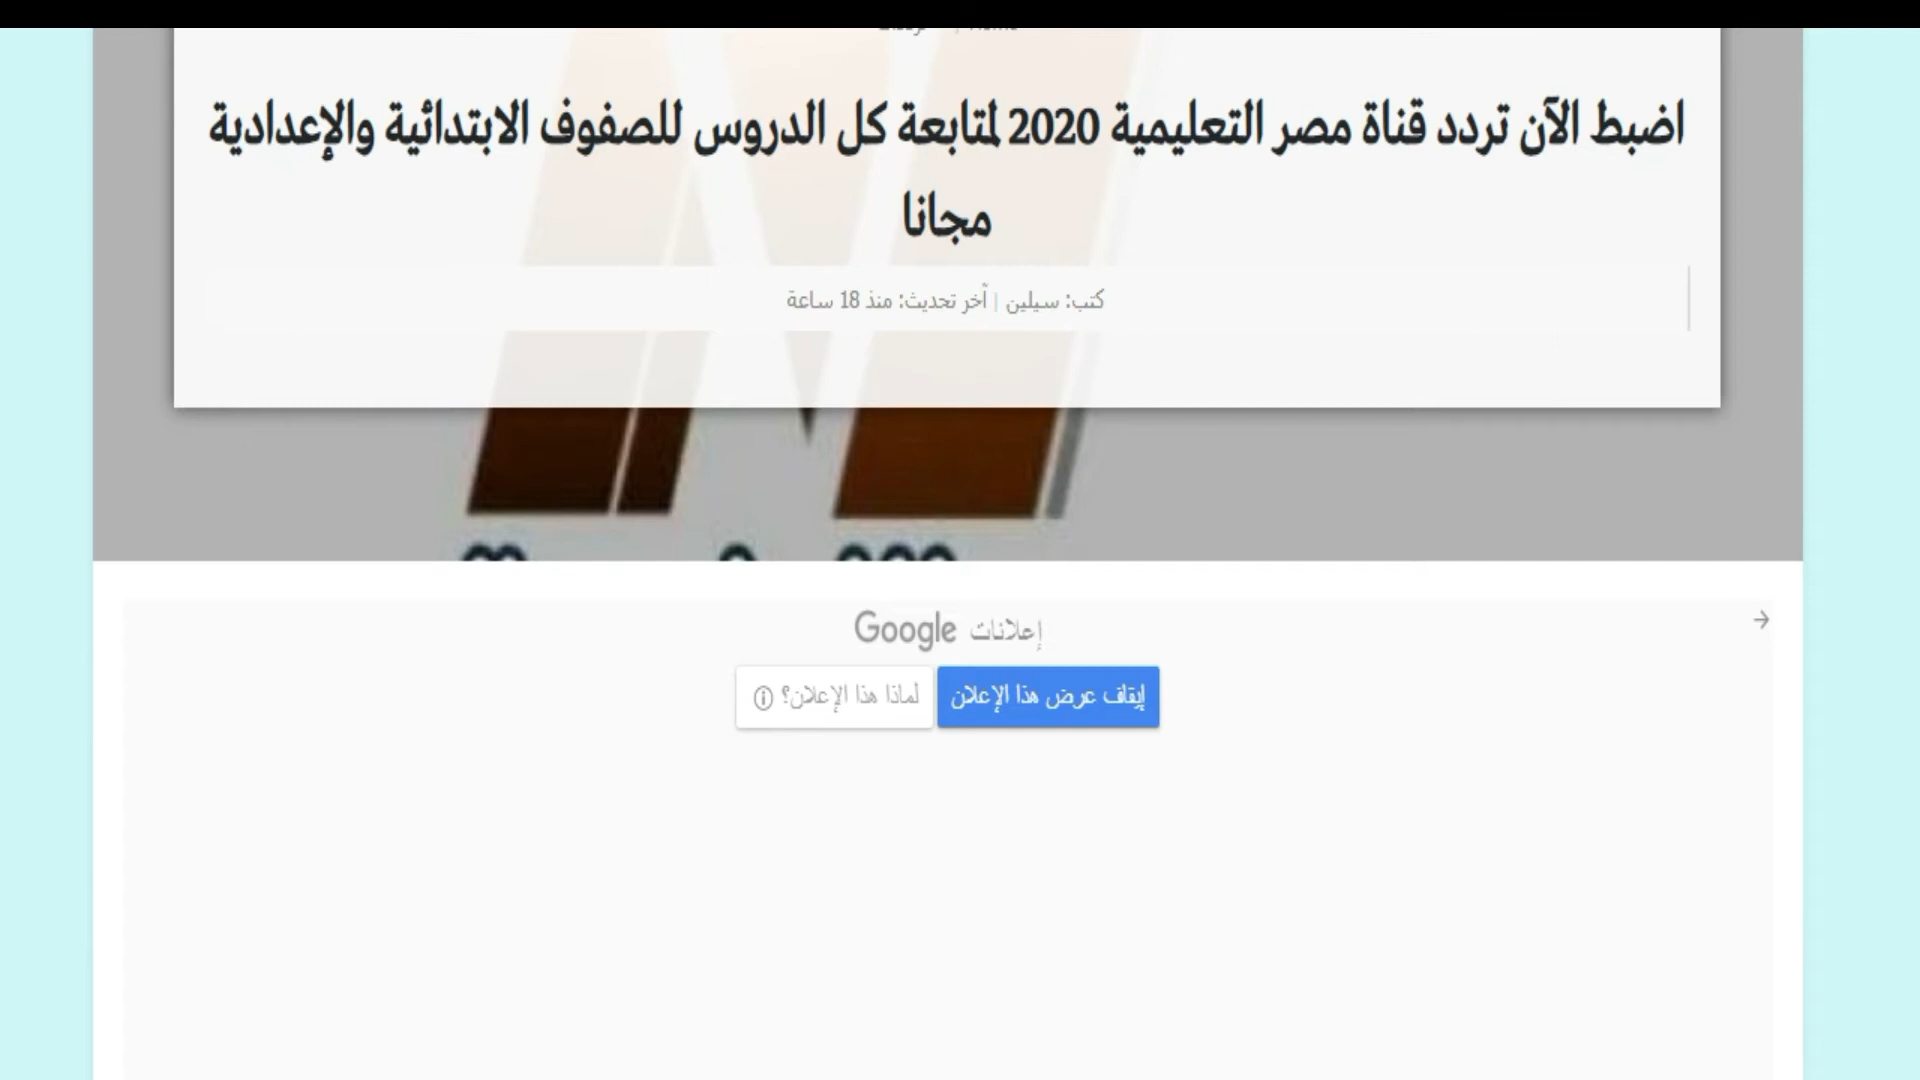 اضبط الآن تردد قناة مصر التعليمية 2020 لمتابعة كل الدروس للصفوف الابتدائية والإعدادية
مجانا
كتب: سيلين | آخر تحديث: منذ 18 ساعة
إعلانات Google
إيقاف عرض هذا الإعلان
لماذا هذا الإعلان؟